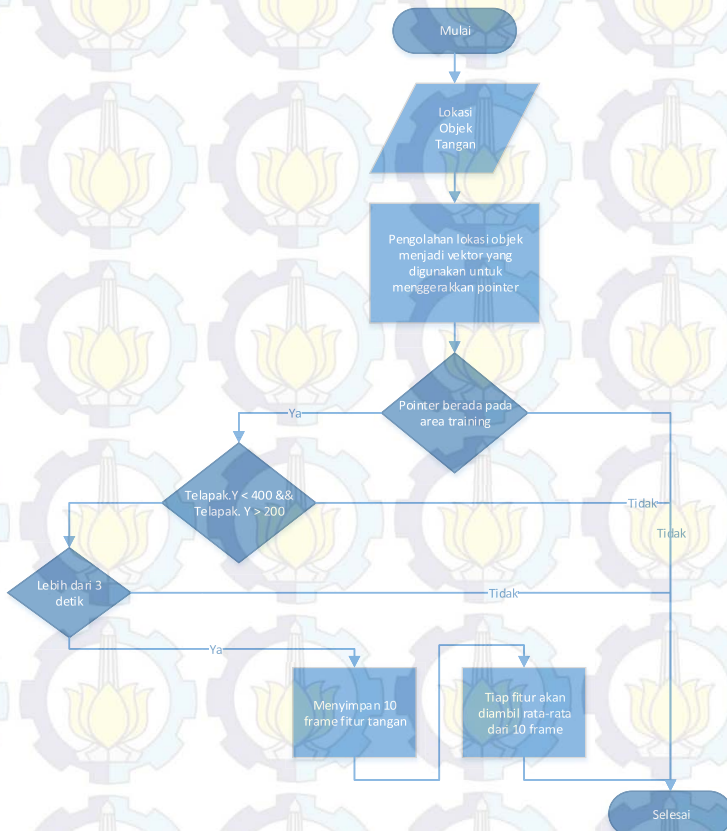 Mulai
Lokasi
Objek
Tangan
Pengolahan lokasi objek
menjadi vektor yang
digunakan untuk
menggerakkan pointer
Pointer berada pada
area training
Ya
Telapak.Y < 400 &&
Telapak. Y > 200
Tidak
Tidak
Lebih dari 3
detik
Tidak
Ya
Menyimpan 10
frame fitur tangan
Tiap fitur akan
diambil rata-rata
dari 10 frame
Selesai